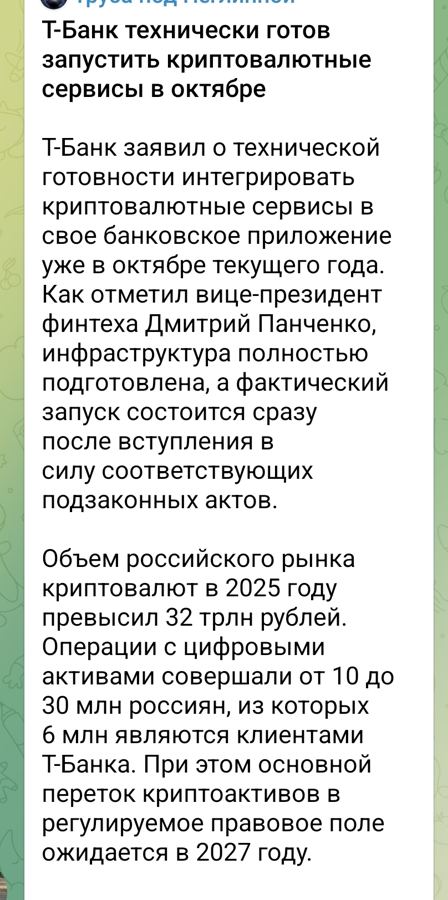 Т-Банк технически готов
запустить криптовалютные
сервисы в октябре
Т-Банк заявил о технической
готовности интегрировать
криптовалютные сервисы в
свое банковское приложение
уже в октябре текущего года.
Как отметил вице-президент
финтеха Дмитрий Панченко,
инфраструктура полностью
подготовлена, а фактический
запуск состоится сразу
после вступления в
силу соответствующих
подзаконных актов.
Объем российского рынка
криптовалют в 2025 году
превысил 32 трлн рублей.
Операции с цифровыми
активами совершали от 10 до
30 млн россиян, из которых
6 млн являются клиентами
Т-Банка. При этом основной
переток криптоактивов в
регулируемое правовое поле
ожидается в 2027 году.